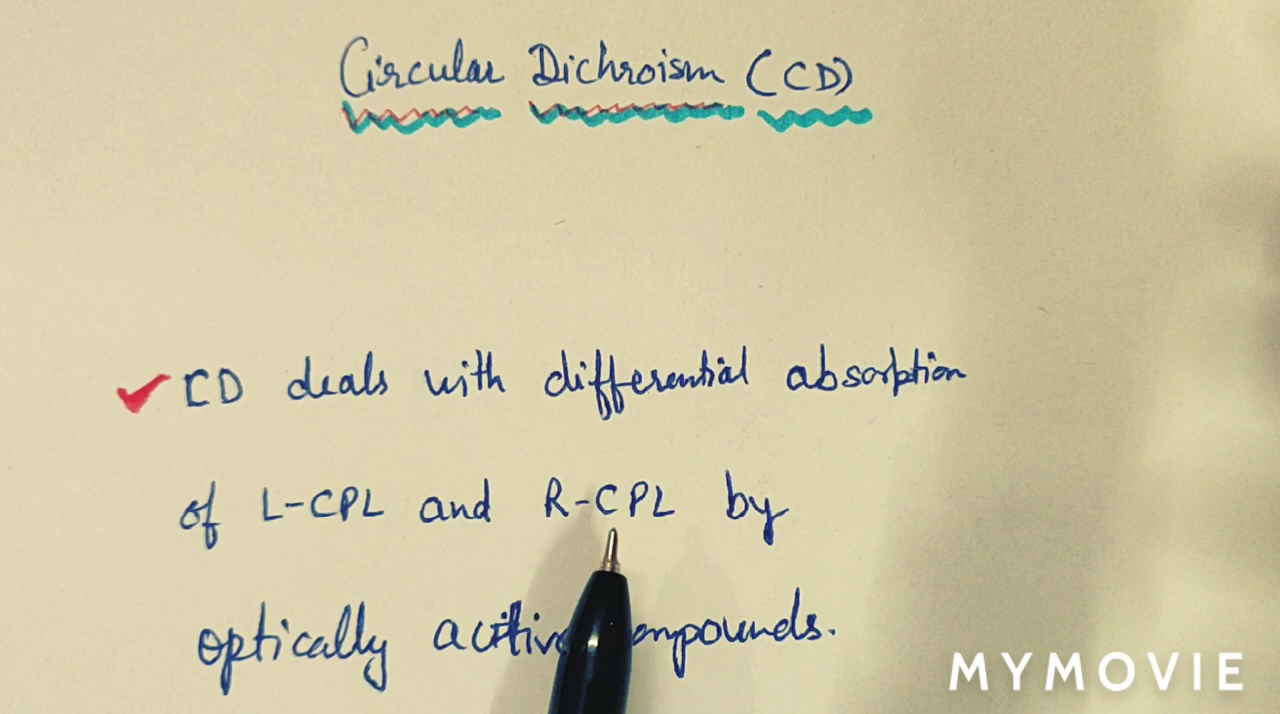 Circular Dichroism (CD)
CD deals with differential absorption
of L-CPL and R-CPL by
optically
MYMOVIE